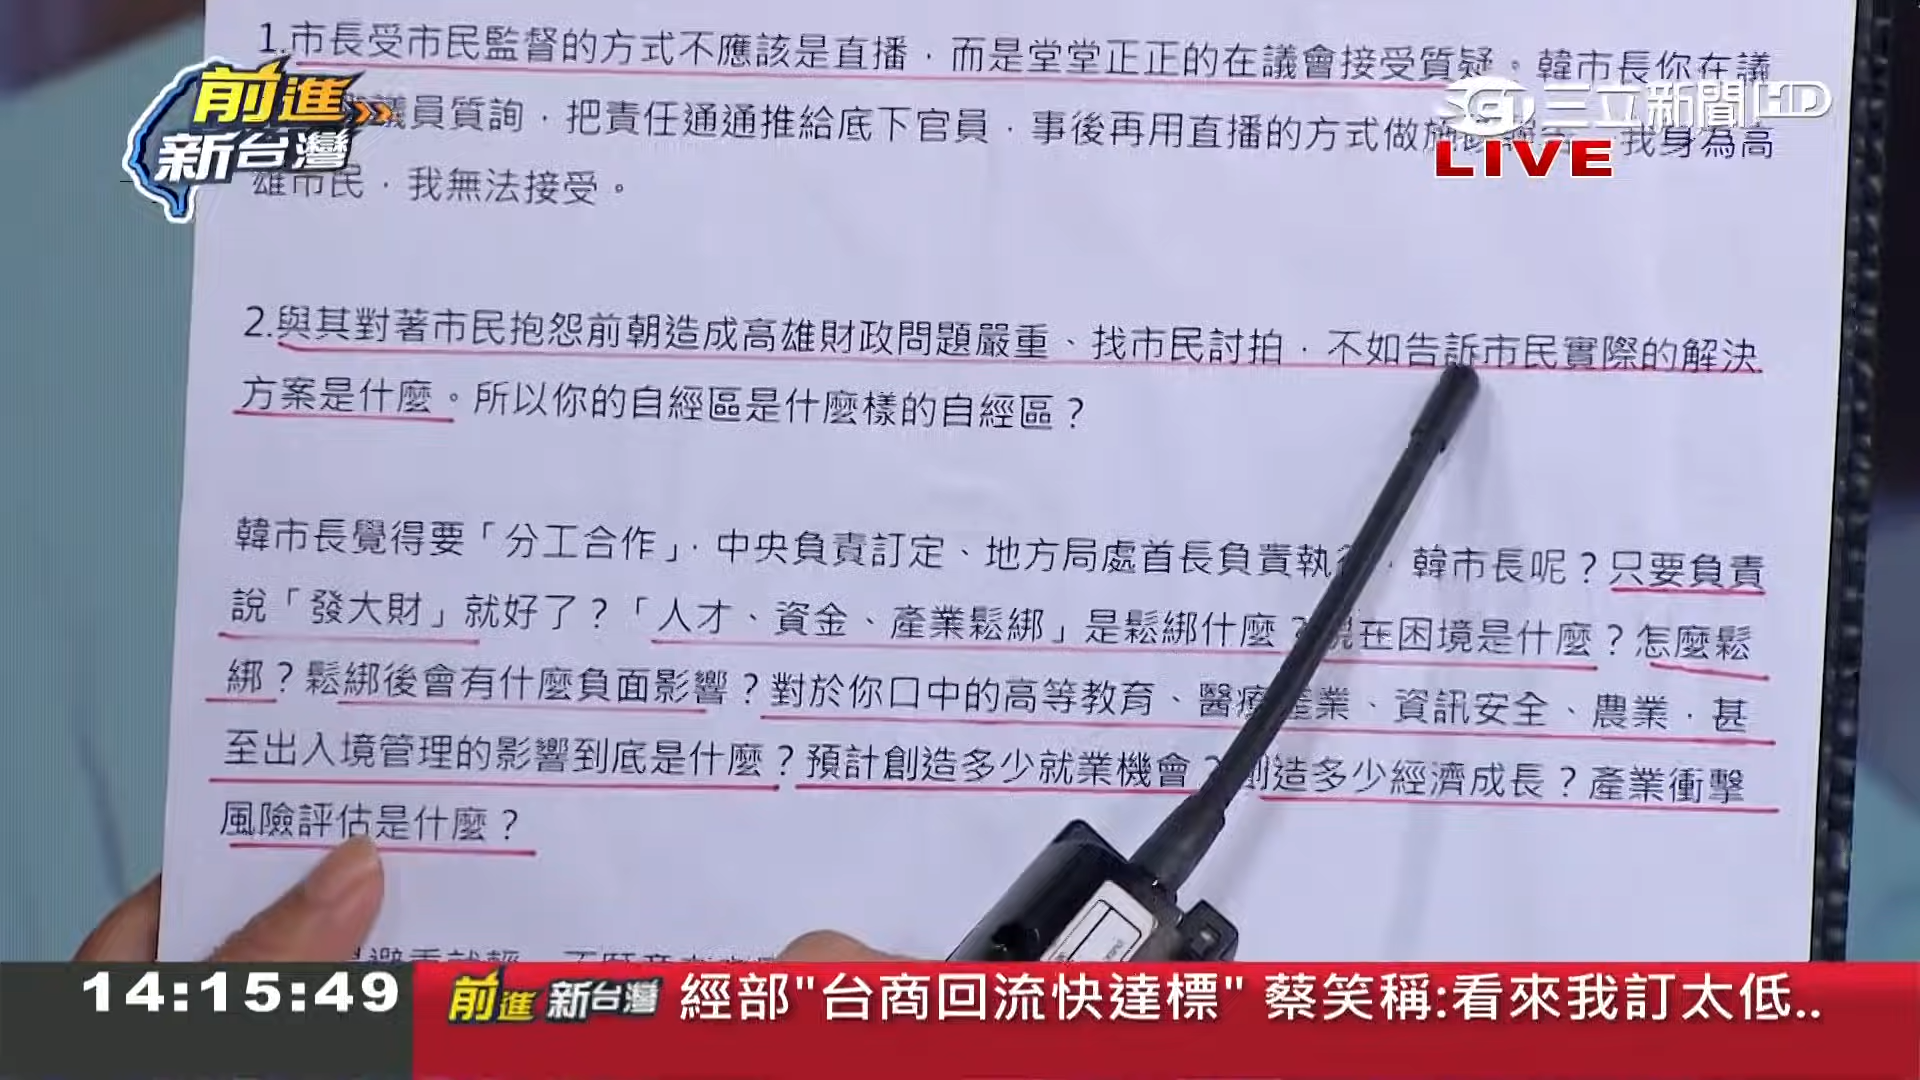 1.市長受市民監督的方式不應該是直播，而是堂堂正正的在議會接受質疑。韓市長你在議
議員質詢，把責任通通推給底下官員，事後再用直播的方式做 我身為高
雄市民，我無法接受。
2.與其對著市民抱怨前朝造成高雄財政問題嚴重、找市民討拍，不如告訴市民實際的解決
方案是什麼。所以你的自經區是什麼樣的自經區？
韓市長覺得要「分工合作」，中央負責訂定、地方局處首長負責執行，韓市長呢？只要負責
說「發大財」就好了？「人才、資金、產業鬆綁」是鬆綁什麼？現在困境是什麼？怎麼鬆
綁？鬆綁後會有什麼負面影響？對於你口中的高等教育、醫療產業、資訊安全、農業，甚
至出入境管理的影響到底是什麼？預計創造多少就業機會？創造多少經濟成長？產業衝擊
風險評估是什麼？
避重就輕，不願意
前進新台灣
三立新聞HD
LIVE
14:15:49
前進新台灣 經部"台商回流快達標" 蔡笑稱:看來我訂太低..